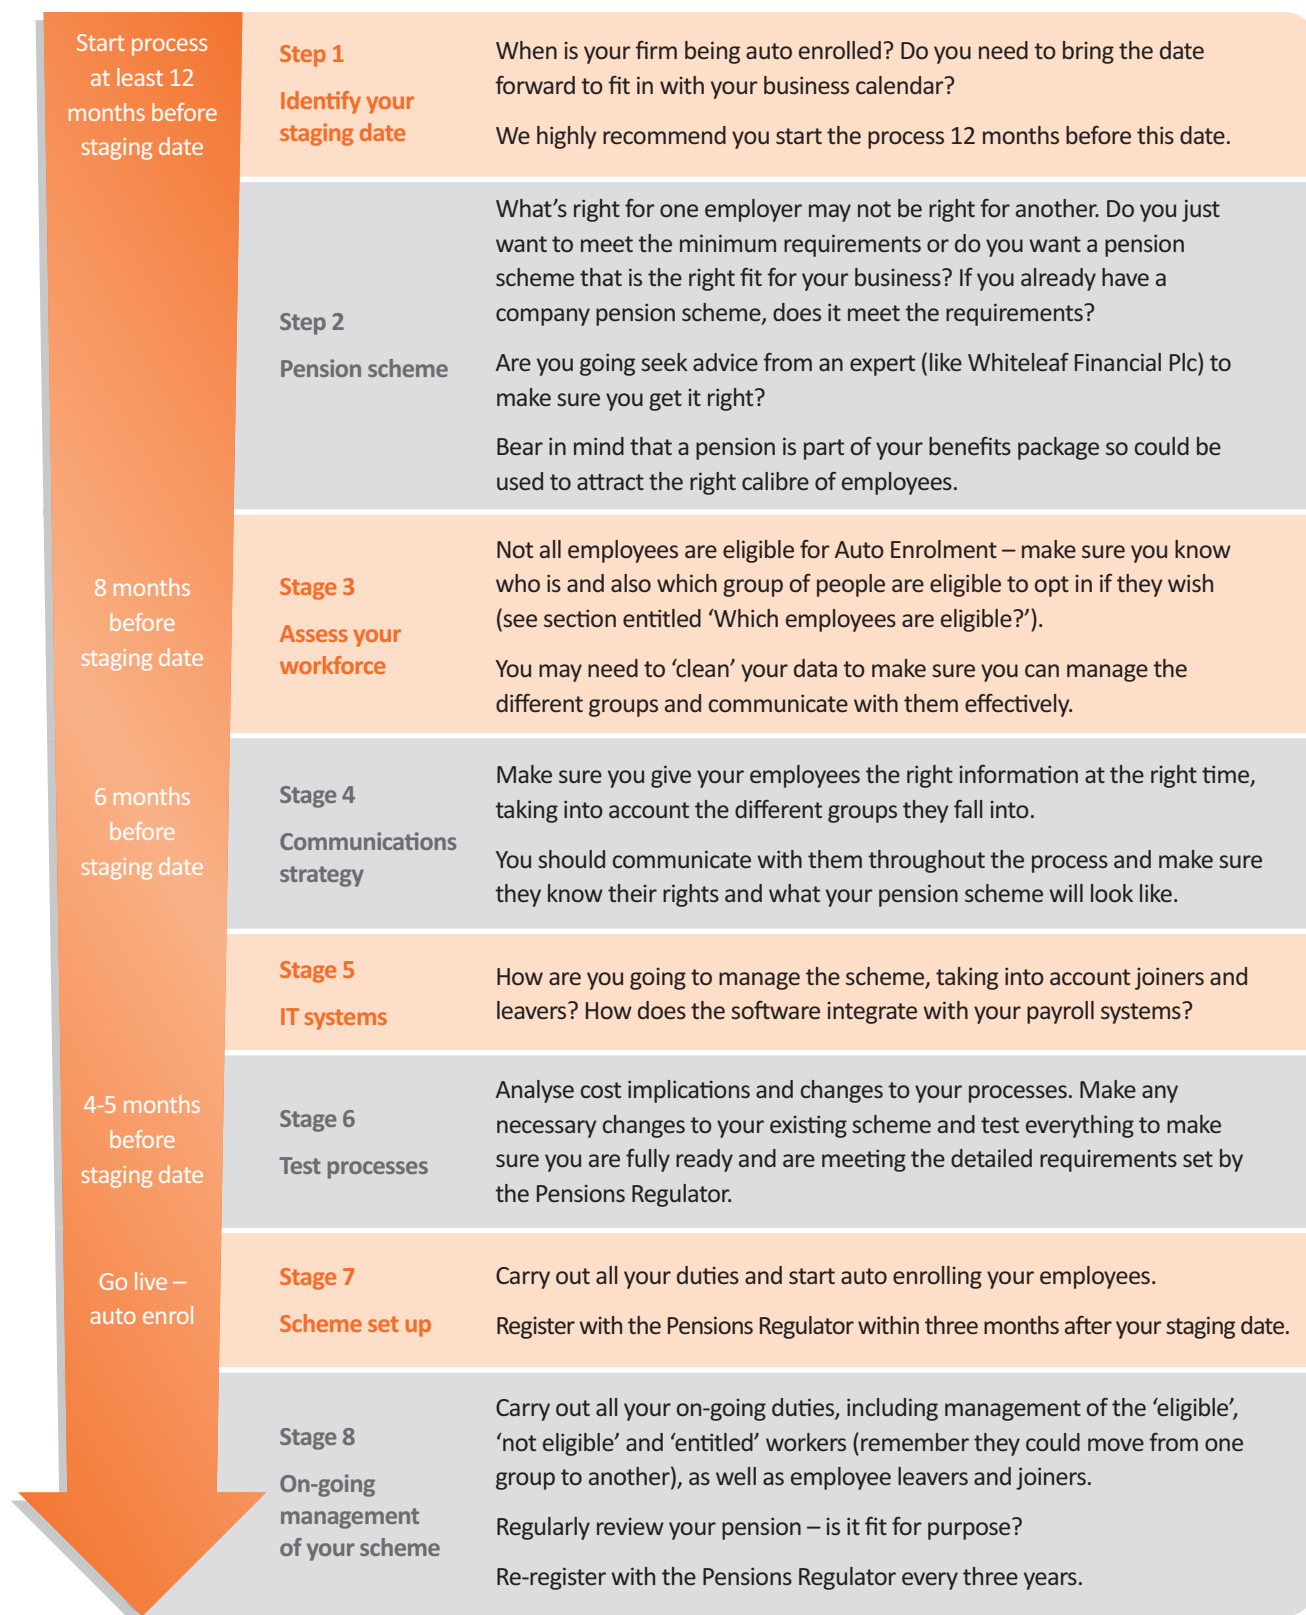 Start process
at least 12
months before
staging date
Step 1
Identify your
staging date
When is your firm being auto enrolled? Do you need to bring the date
forward to fit in with your business calendar?
We highly recommend you start the process 12 months before this date.
Step 2
Pension scheme
What's right for one employer may not be right for another. Do you just
want to meet the minimum requirements or do you want a pension
scheme that is the right fit for your business? If you already have a
company pension scheme, does it meet the requirements?
Are you going seek advice from an expert (like Whiteleaf Financial Plc) to
make sure you get it right?
Bear in mind that a pension is part of your benefits package so could be
used to attract the right calibre of employees.
8 months
before
staging date
Stage 3
Assess your
workforce
Not all employees are eligible for Auto Enrolment – make sure you know
who is and also which group of people are eligible to opt in if they wish
(see section entitled ‘Which employees are eligible?’).
You may need to ‘clean’ your data to make sure you can manage the
different groups and communicate with them effectively.
6 months
before
staging date
Stage 4
Communications
strategy
Make sure you give your employees the right information at the right time,
taking into account the different groups they fall into.
You should communicate with them throughout the process and make sure
they know their rights and what your pension scheme will look like.
Stage 5
IT systems
How are you going to manage the scheme, taking into account joiners and
leavers? How does the software integrate with your payroll systems?
4-5 months
before
staging date
Stage 6
Test processes
Analyse cost implications and changes to your processes. Make any
necessary changes to your existing scheme and test everything to make
sure you are fully ready and are meeting the detailed requirements set by
the Pensions Regulator.
Go live –
auto enrol
Stage 7
Scheme set up
Carry out all your duties and start auto enrolling your employees.
Register with the Pensions Regulator within three months after your staging date.
Stage 8
On-going
management
of your scheme
Carry out all your on-going duties, including management of the ‘eligible’,
‘not eligible’ and ‘entitled’ workers (remember they could move from one
group to another), as well as employee leavers and joiners.
Regularly review your pension – is it fit for purpose?
Re-register with the Pensions Regulator every three years.